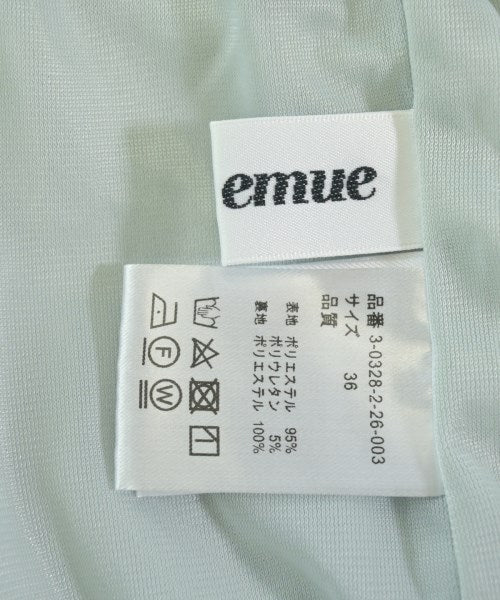 emue
品番 3-0328-2-26-003
サイズ 36
品質
表地 ポリエステル 95%
ポリウレタン 5%
裏地 ポリエステル 100%
F
W